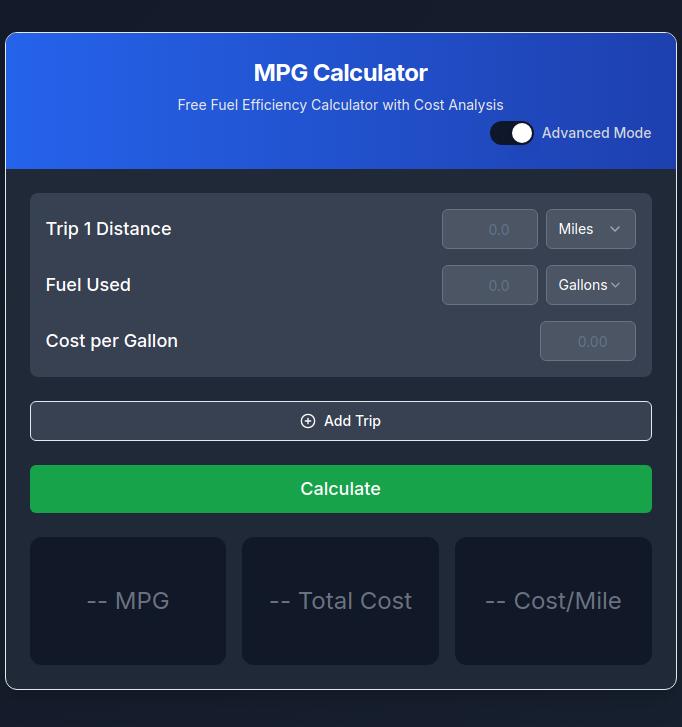 MPG Calculator
Free Fuel Efficiency Calculator with Cost Analysis
Advanced Mode
Trip 1 Distance 0.0 Miles
Fuel Used 0.0 Gallons
Cost per Gallon 0.00
Add Trip
Calculate
-- MPG -- Total Cost -- Cost/Mile